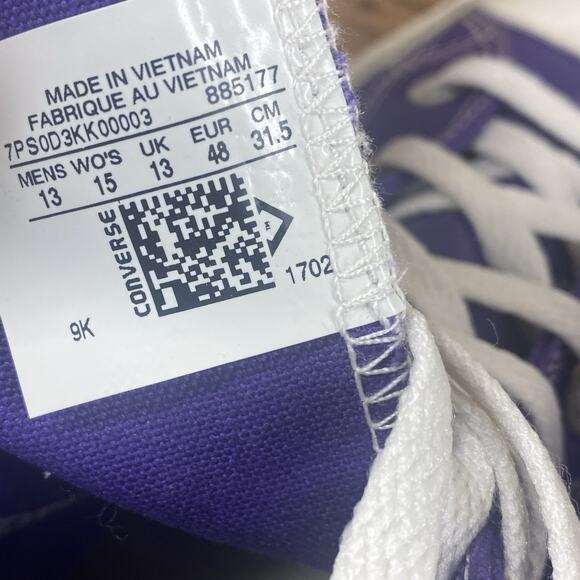 MADE IN VIETNAM
FABRIQUE AU VIETNAM
7PS0D3KK00003 885177
MENS WO'S UK EUR CM
13 15 13 48 31.5
CONVERSE
1702
9K